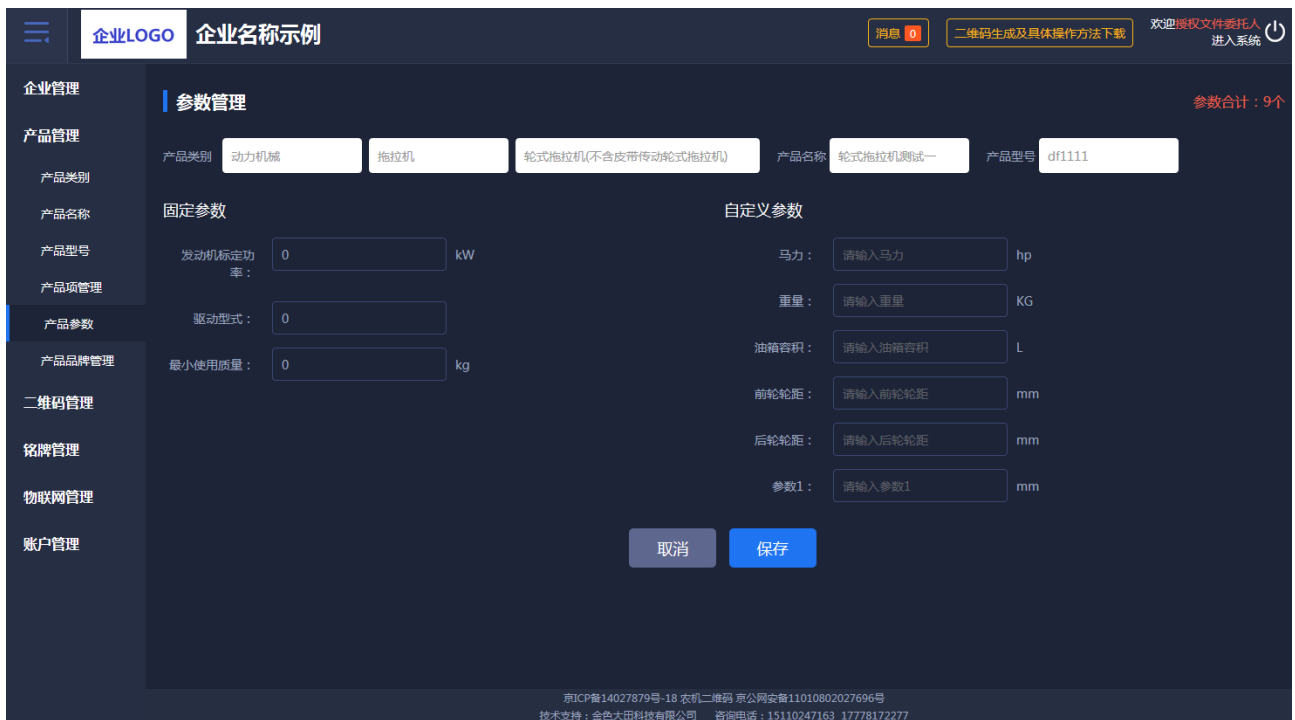 企业LOGO 企业名称示例 消息 0 二维码生成及具体操作方法下载 欢迎授权文件委托人
进入系统
企业管理
参数管理 参数合计：9个
产品管理
产品类别 动力机械 拖拉机 轮式拖拉机(不含皮带传动轮式拖拉机) 产品名称 轮式拖拉机测试一 产品型号 df1111
产品类别
产品名称
产品型号
产品项管理
产品参数
产品品牌管理
二维码管理
铭牌管理
物联网管理
账户管理
固定参数
发动机标定功
率： 0 kW
驱动型式： 0
最小使用质量： 0 kg
自定义参数
马力： 请输入马力 hp
重量： 请输入重量 KG
油箱容积： 请输入油箱容积 L
前轮轮距： 请输入前轮轮距 mm
后轮轮距： 请输入后轮轮距 mm
参数1： 请输入参数1 mm
取消 保存
京ICP备14027879号-18 农机二维码 京公网安备11010802027696号
技术支持：金色大田科技有限公司 咨询电话：15110247163 17778172277